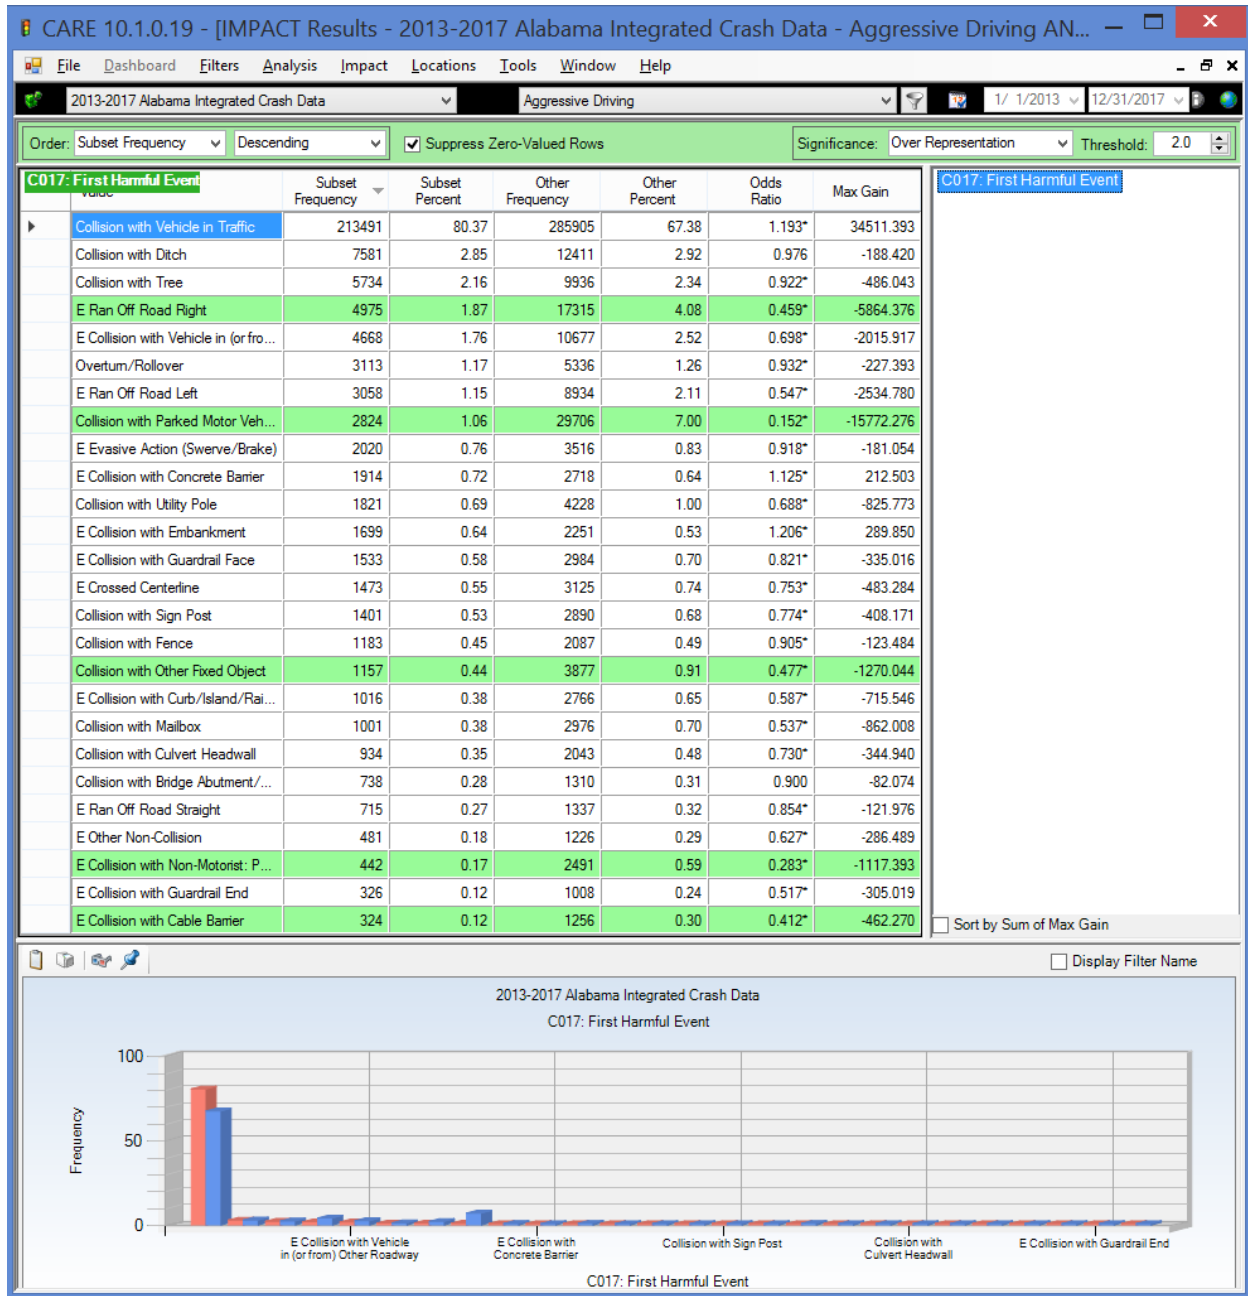 CARE 10.1.0.19 - [IMPACT Results - 2013-2017 Alabama Integrated Crash Data - Aggressive Driving AN...
File Dashboard Filters Analysis Impact Locations Tools Window Help
2013-2017 Alabama Integrated Crash Data Aggressive Driving 1/ 1/2013 12/31/2017
Order: Subset Frequency Descending Suppress Zero-Valued Rows Significance: Over Representation Threshold: 2.0
C017: First Harmful Event Subset Frequency Subset Percent Other Frequency Other Percent Odds Ratio Max Gain C017: First Harmful Event
Collision with Vehicle in Traffic 213491 80.37 285905 67.38 1.193* 34511.393
Collision with Ditch 7581 2.85 12411 2.92 0.976 -188.420
Collision with Tree 5734 2.16 9936 2.34 0.922* -486.043
E Ran Off Road Right 4975 1.87 17315 4.08 0.459* -5864.376
E Collision with Vehicle in (or fro... 4668 1.76 10677 2.52 0.698* -2015.917
Overturn/Rollover 3113 1.17 5336 1.26 0.932* -227.393
E Ran Off Road Left 3058 1.15 8934 2.11 0.547* -2534.780
Collision with Parked Motor Veh... 2824 1.06 29706 7.00 0.152* -15772.276
E Evasive Action (Swerve/Brake) 2020 0.76 3516 0.83 0.918* -181.054
E Collision with Concrete Barrier 1914 0.72 2718 0.64 1.125* 212.503
Collision with Utility Pole 1821 0.69 4228 1.00 0.688* -825.773
E Collision with Embankment 1699 0.64 2251 0.53 1.206* 289.850
E Collision with Guardrail Face 1533 0.58 2984 0.70 0.821* -335.016
E Crossed Centerline 1473 0.55 3125 0.74 0.753* -483.284
Collision with Sign Post 1401 0.53 2890 0.68 0.774* -408.171
Collision with Fence 1183 0.45 2087 0.49 0.905* -123.484
Collision with Other Fixed Object 1157 0.44 3877 0.91 0.477* -1270.044
E Collision with Curb/Island/Rai... 1016 0.38 2766 0.65 0.587* -715.546
Collision with Mailbox 1001 0.38 2976 0.70 0.537* -862.008
Collision with Culvert Headwall 934 0.35 2043 0.48 0.730* -344.940
Collision with Bridge Abutment/... 738 0.28 1310 0.31 0.900 -82.074
E Ran Off Road Straight 715 0.27 1337 0.32 0.854* -121.976
E Other Non-Collision 481 0.18 1226 0.29 0.627* -286.489
E Collision with Non-Motorist: P... 442 0.17 2491 0.59 0.283* -1117.393
E Collision with Guardrail End 326 0.12 1008 0.24 0.517* -305.019
E Collision with Cable Barrier 324 0.12 1256 0.30 0.412* -462.270
Sort by Sum of Max Gain
Display Filter Name
2013-2017 Alabama Integrated Crash Data
C017: First Harmful Event
100
50
0
Frequency
E Collision with Vehicle in (or from) Other Roadway
E Collision with Concrete Barrier
Collision with Sign Post
Collision with Culvert Headwall
E Collision with Guardrail End
C017: First Harmful Event